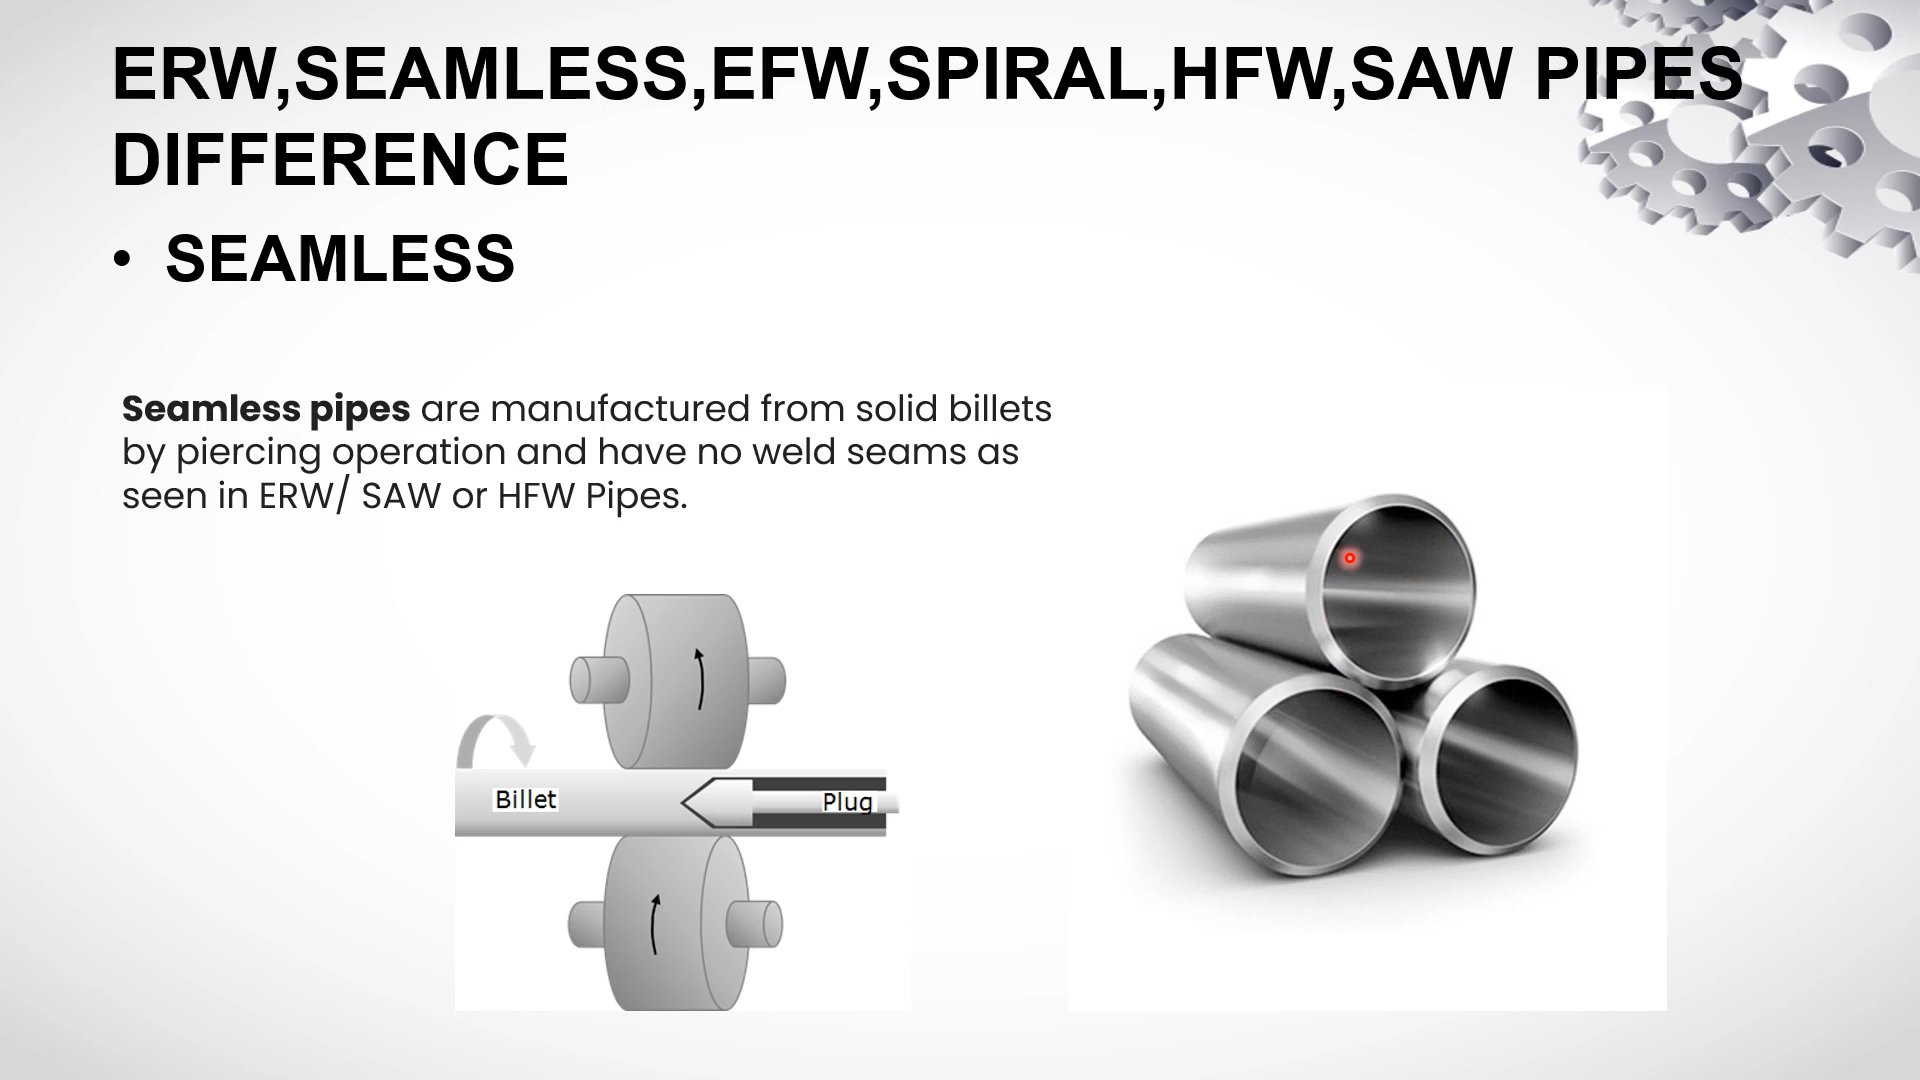 ERW,SEAMLESS,EFW,SPIRAL,HFW,SAW PIPES
DIFFERENCE
• SEAMLESS
Seamless pipes are manufactured from solid billets
by piercing operation and have no weld seams as
seen in ERW/ SAW or HFW Pipes.
Billet
Plug